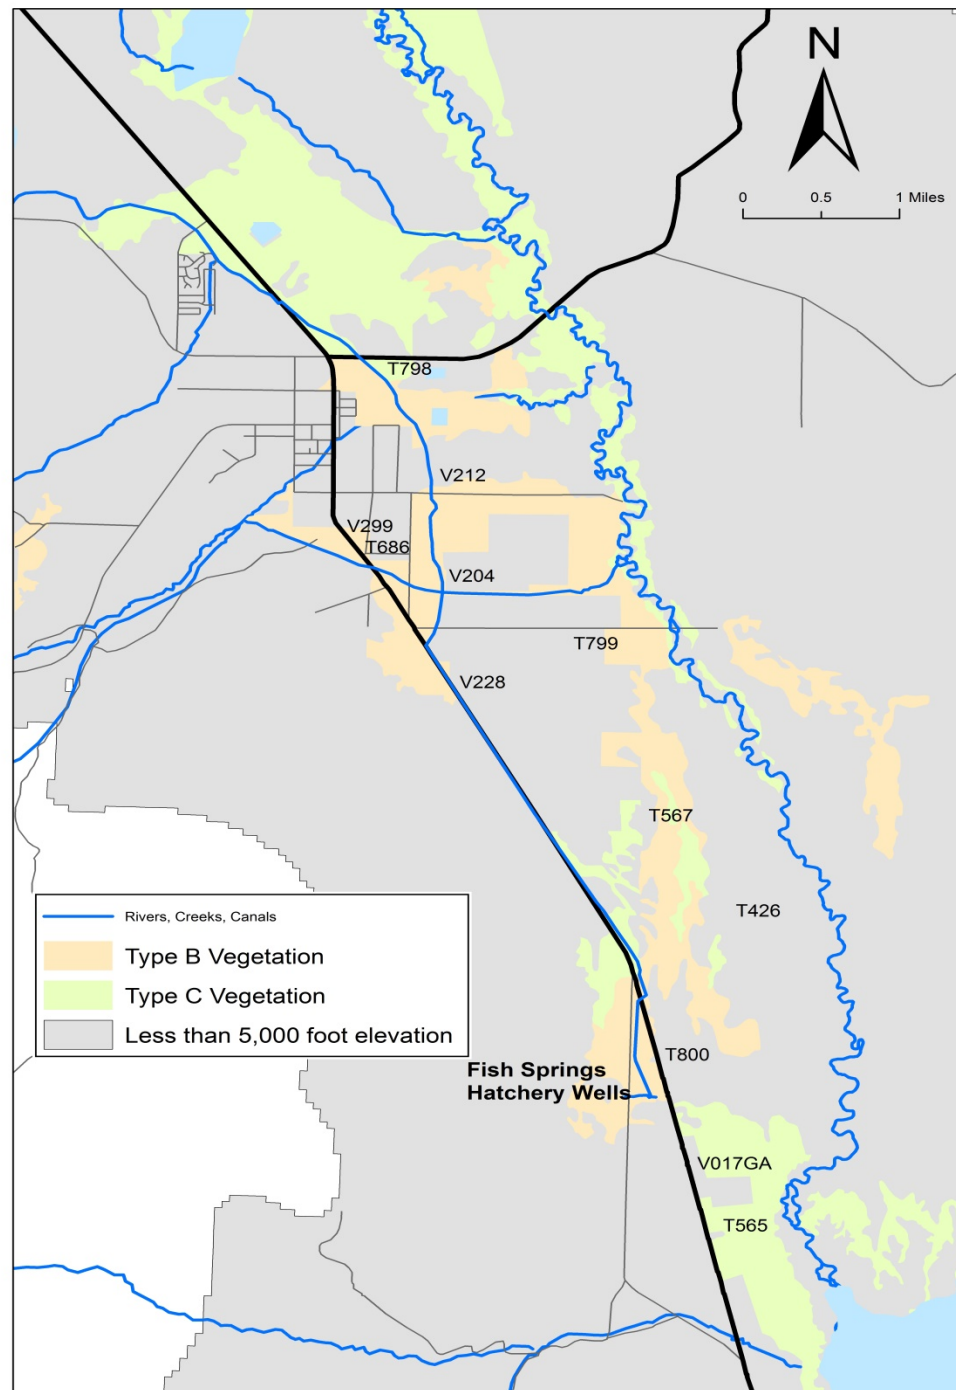 N
0 0.5 1 Miles
T798
V212
V299
T686
V204
T799
V228
T567
T426
Rivers, Creeks, Canals
Type B Vegetation
Type C Vegetation
Less than 5,000 foot elevation
T800
Fish Springs
Hatchery Wells
V017GA
T565